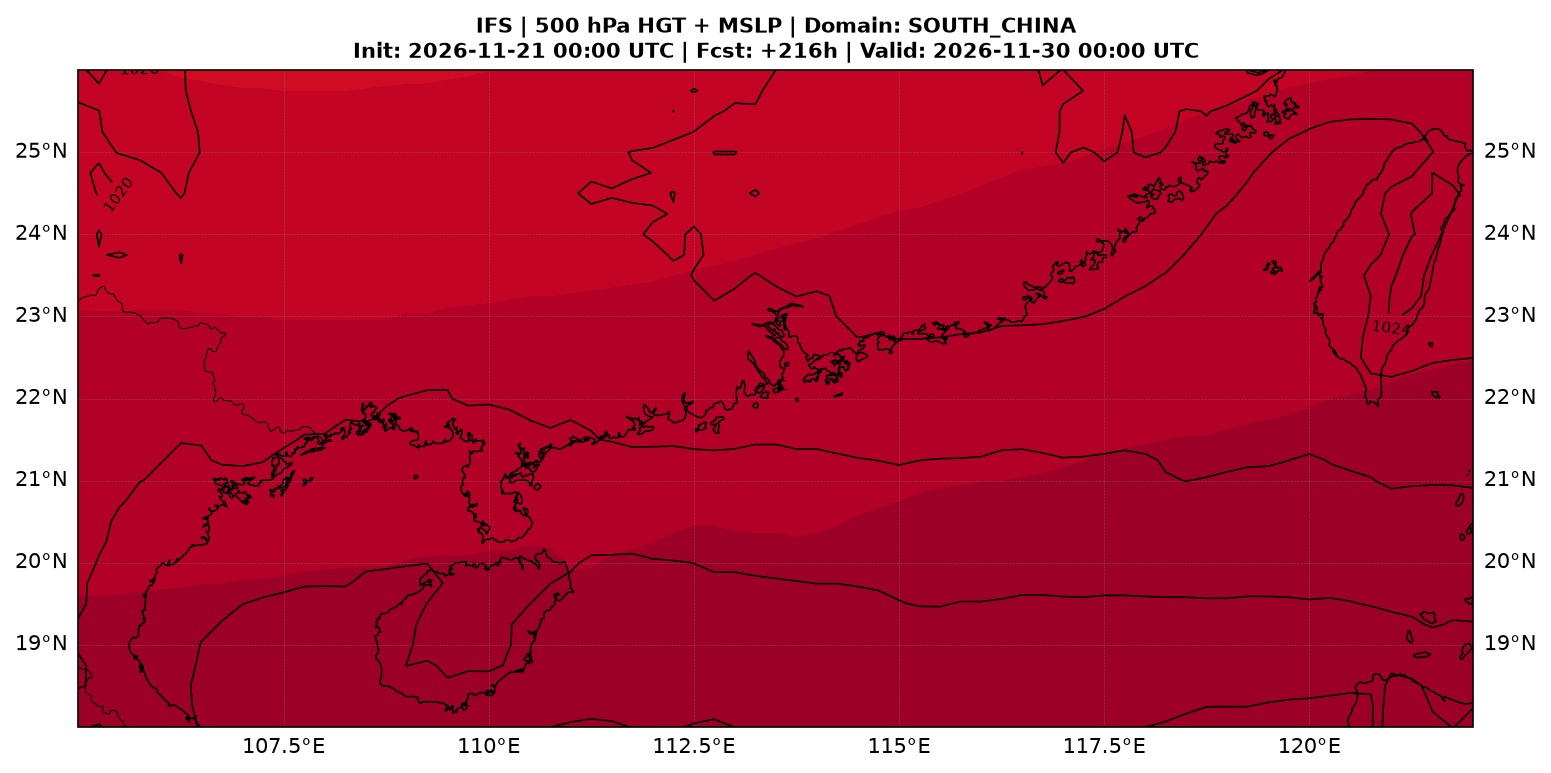 IFS | 500 hPa HGT + MSLP | Domain: SOUTH_CHINA
Init: 2026-11-21 00:00 UTC | Fcst: +216h | Valid: 2026-11-30 00:00 UTC
1020
25°N
25°N
1020
24°N
24°N
23°N
23°N
1024
22°N
22°N
21°N
21°N
20°N
20°N
19°N
19°N
107.5°E
110°E
112.5°E
115°E
117.5°E
120°E